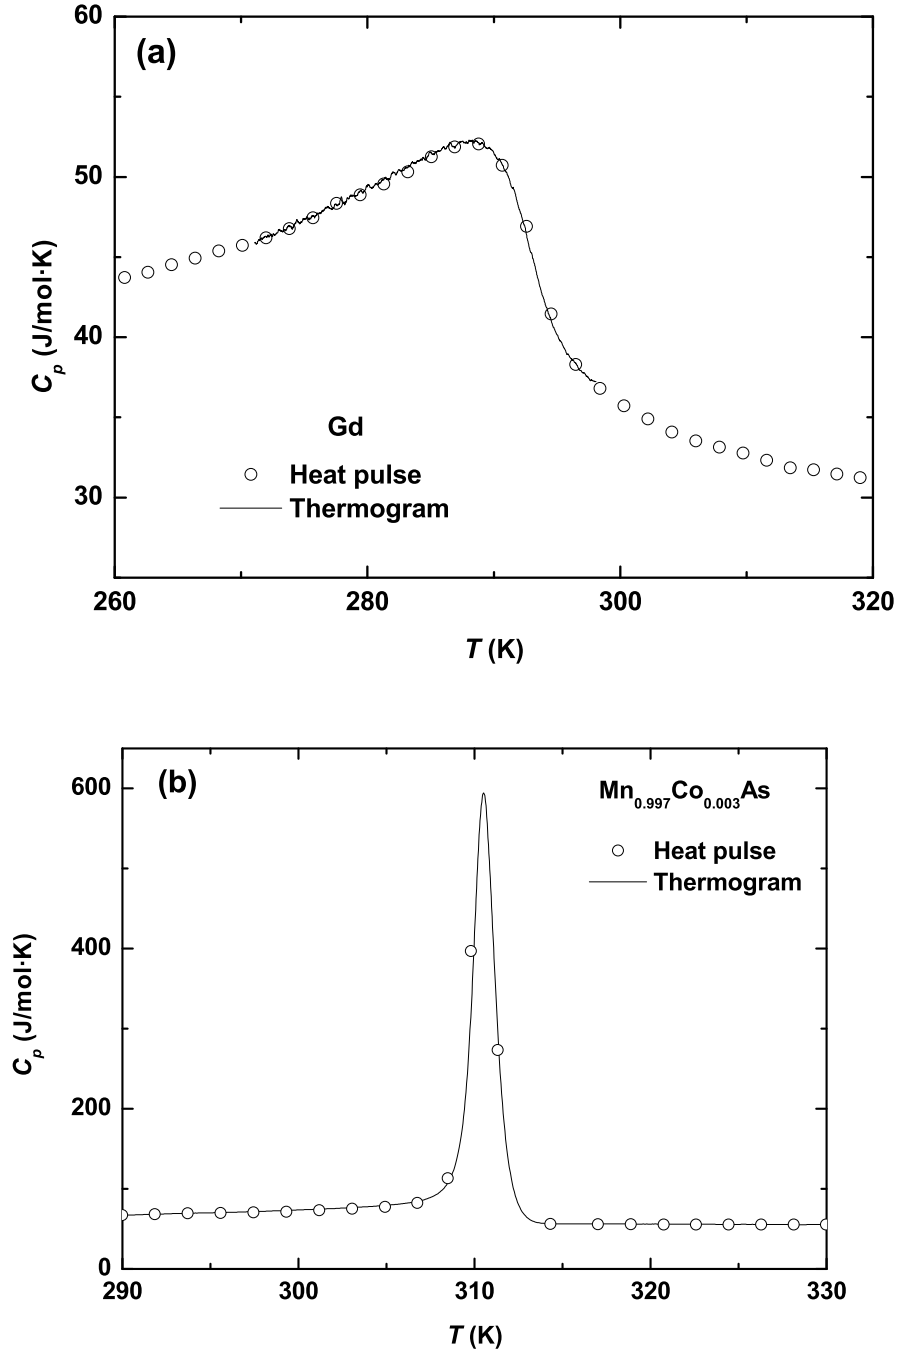 60
(a)
50
40
30
C_p (J/mol·K)
Gd
Heat pulse
Thermogram
260 280 300 320
T (K)
(b)
Mn0.997Co0.003As
Heat pulse
Thermogram
600
400
200
0
C_p (J/mol·K)
290 300 310 320 330
T (K)